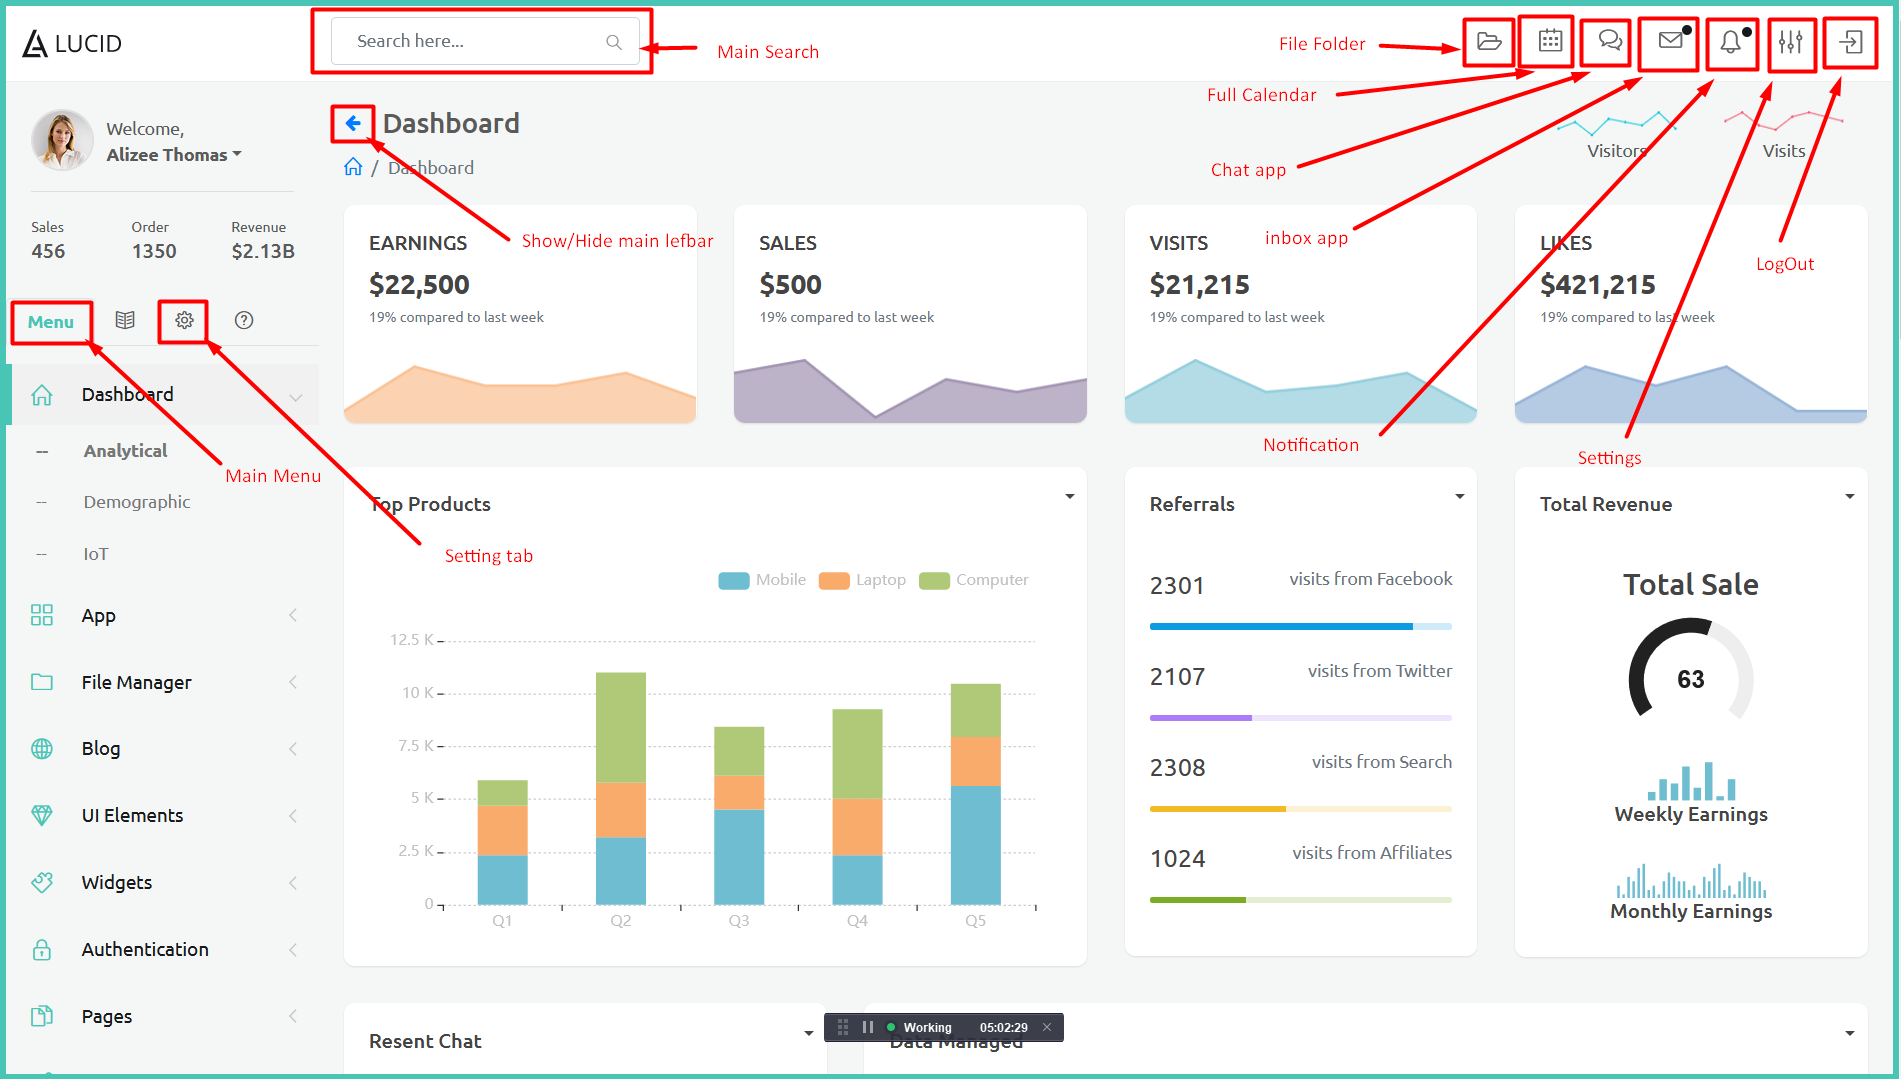 LUCID
Search here...
Main Search
File Folder
Full Calendar
Chat app
inbox app
Notification
Settings
LogOut
Welcome,
Alizee Thomas
Dashboard
/ Dashboard
Visitors
Visits
Show/Hide main lefbar
Sales
456
Order
1350
Revenue
$2.13B
Menu
Main Menu
Setting tab
Dashboard
-- Analytical
-- Demographic
-- IoT
App
File Manager
Blog
UI Elements
Widgets
Authentication
Pages
EARNINGS
$22,500
19% compared to last week
SALES
$500
19% compared to last week
VISITS
$21,215
19% compared to last week
LIKES
$421,215
19% compared to last week
Top Products
Mobile Laptop Computer
12.5 K
10 K
7.5 K
5 K
2.5 K
0
Q1 Q2 Q3 Q4 Q5
Referrals
2301 visits from Facebook
2107 visits from Twitter
2308 visits from Search
1024 visits from Affiliates
Total Revenue
Total Sale
63
Weekly Earnings
Monthly Earnings
Resent Chat
Working 05:02:29
Data Managed